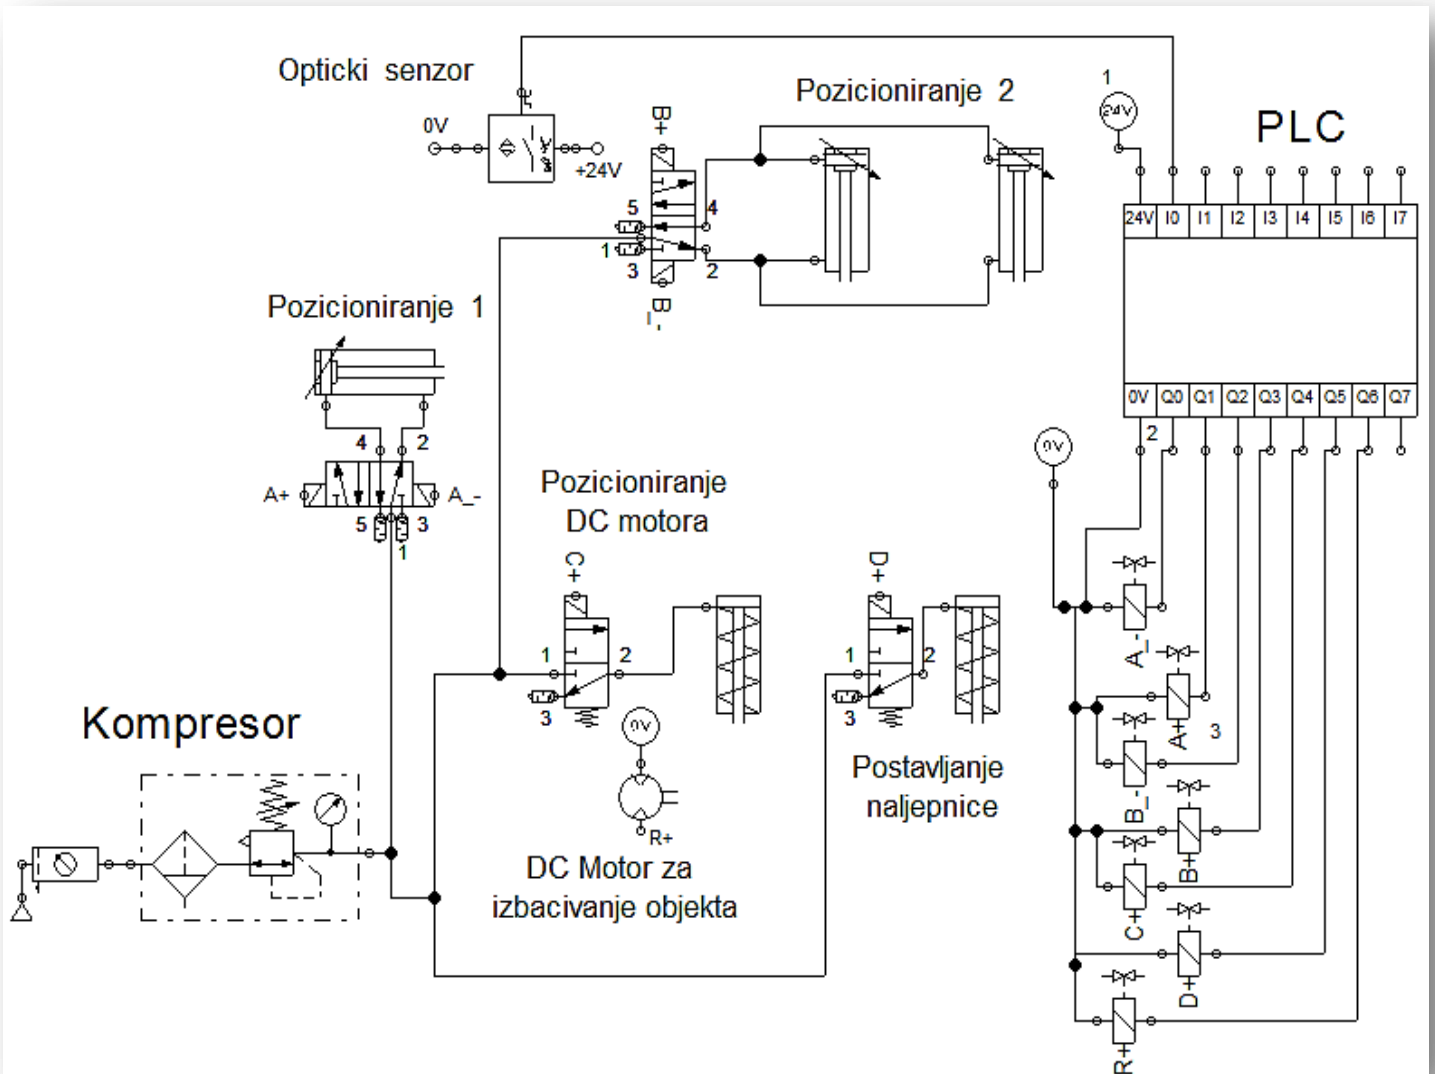 Opticki senzor
0V
+24V
B+
5
4
1
3
2
B_-
Pozicioniranje 2
1
24V
PLC
24V I0 I1 I2 I3 I4 I5 I6 I7
0V Q0 Q1 Q2 Q3 Q4 Q5 Q6 Q7
2
0V
Pozicioniranje 1
4
2
A+
A_-
5
3
1
Pozicioniranje
DC motora
C+
1
2
3
D+
1
2
3
Kompresor
0V
R+
DC Motor za
izbacivanje objekta
Postavljanje
naljepnice
A_-
A+
3
B_-
B+
C+
D+
R+